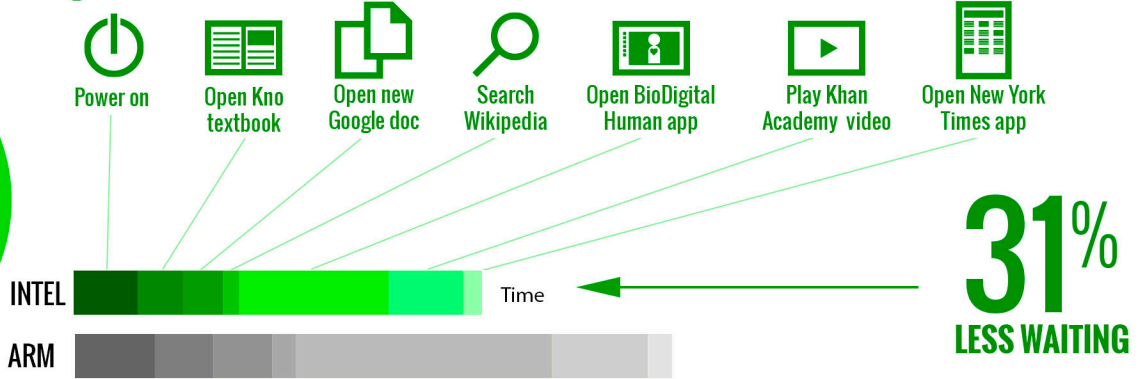 Power on
Open Kno
textbook
Open new
Google doc
Search
Wikipedia
Open BioDigital
Human app
Play Khan
Academy video
Open New York
Times app
31%
LESS WAITING
INTEL
Time
ARM